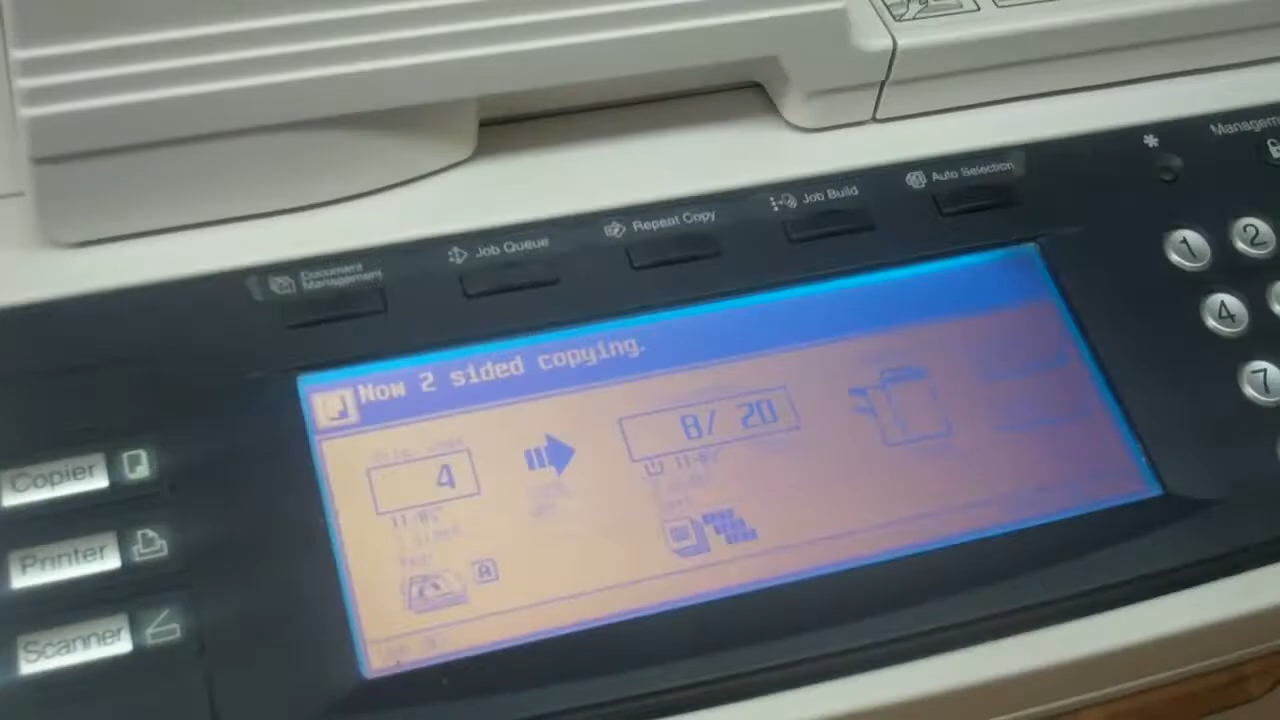 Management
Auto Selection
Job Build
Repeat Copy
Job Queue
Document
Management
1
2
4
7
Now 2 sided copying.
8/ 20
4
A
Copier
Printer
Scanner